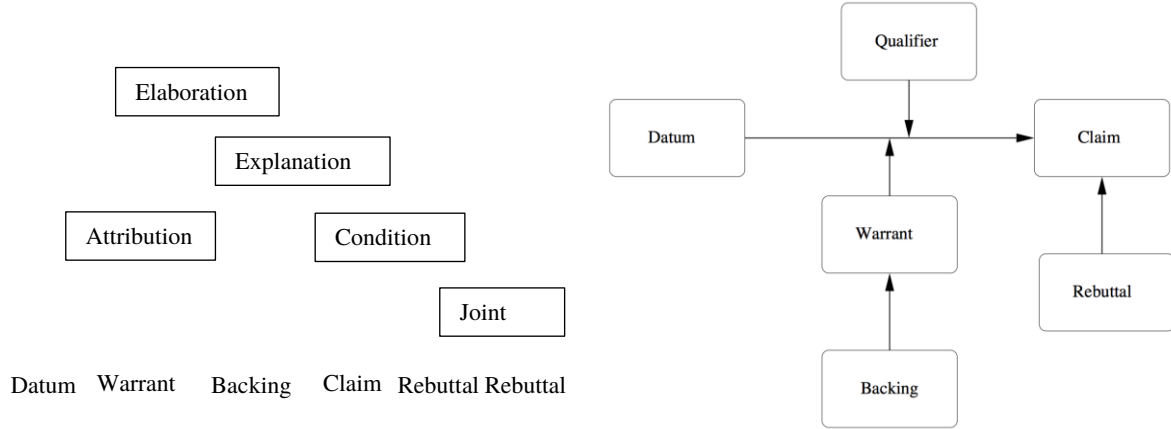 Elaboration
Explanation
Attribution
Condition
Joint
Datum Warrant Backing Claim Rebuttal Rebuttal
Qualifier
Datum
Claim
Warrant
Rebuttal
Backing